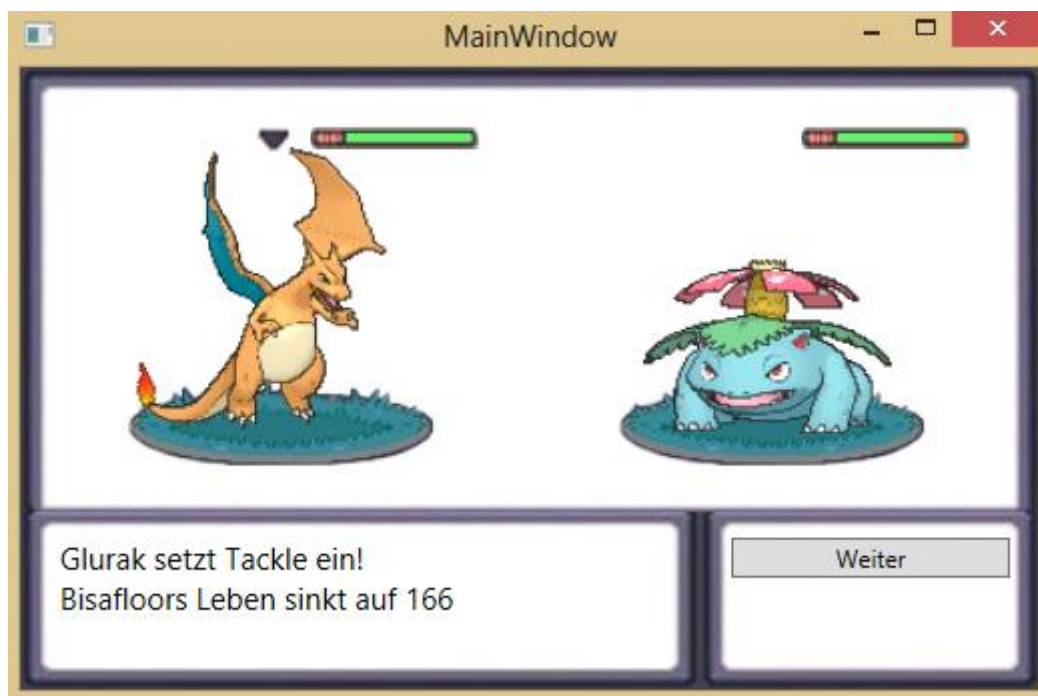 MainWindow
Glurak setzt Tackle ein!
Bisafloors Leben sinkt auf 166
Weiter